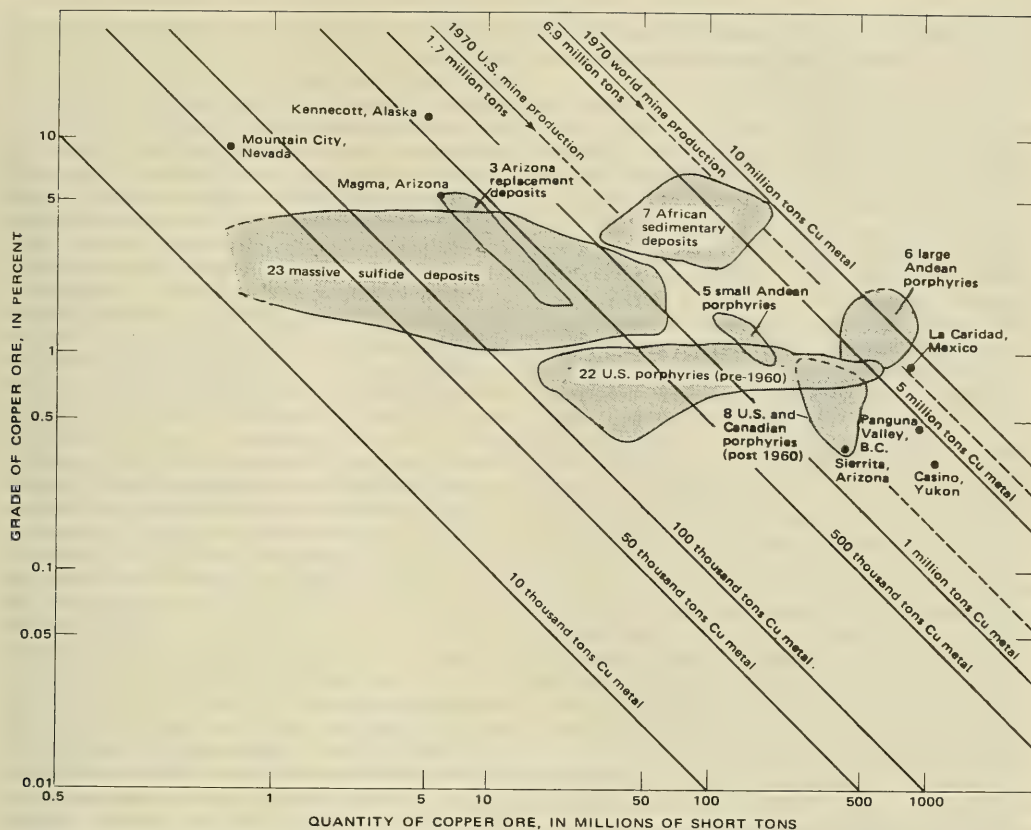 GRADE OF COPPER ORE, IN PERCENT
10
5
1
0.5
0.1
0.05
0.01
Kennecott, Alaska
Mountain City,
Nevada
Magma, Arizona
3 Arizona
replacement
deposits
1970 U.S. mine production
1.7 million tons
1970 world mine production
6.9 million tons
10 million tons Cu metal
7 African
sedimentary
deposits
23 massive sulfide deposits
5 small Andean
porphyries
6 large
Andean
porphyries
La Caridad,
Mexico
22 U.S. porphyries (pre-1960)
8 U.S. and
Canadian
porphyries
(post 1960)
Panguna
Valley,
B.C.
Sierrita,
Arizona
Casino,
Yukon
5 million tons Cu metal
10 thousand tons Cu metal
50 thousand tons Cu metal
100 thousand tons Cu metal.
500 thousand tons Cu metal
1 million tons Cu metal
0.5
1
5
10
50
100
500
1000
QUANTITY OF COPPER ORE, IN MILLIONS OF SHORT TONS